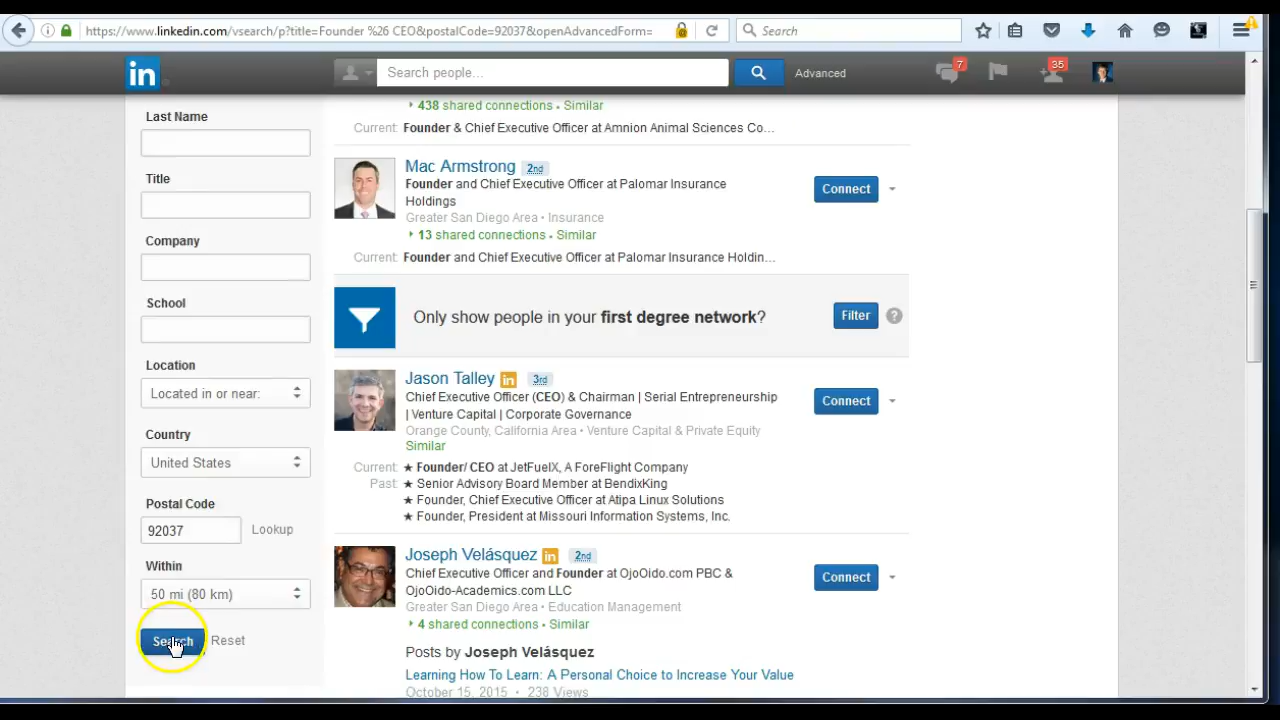 https://www.linkedin.com/vsearch/p?title=Founder %26 CEO&postalCode=92037&openAdvancedForm=
Search
in
Search people...
Advanced
7
35
Last Name
Title
Company
School
Location
Located in or near:
Country
United States
Postal Code
92037
Lookup
Within
50 mi (80 km)
Search
Reset
438 shared connections • Similar
Current: Founder & Chief Executive Officer at Amnion Animal Sciences Co...
Mac Armstrong 2nd
Founder and Chief Executive Officer at Palomar Insurance
Holdings
Greater San Diego Area • Insurance
13 shared connections • Similar
Current: Founder and Chief Executive Officer at Palomar Insurance Holdin...
Connect
Only show people in your first degree network?
Filter
?
Jason Talley in 3rd
Chief Executive Officer (CEO) & Chairman | Serial Entrepreneurship
| Venture Capital | Corporate Governance
Orange County, California Area • Venture Capital & Private Equity
Similar
Current: ★ Founder/ CEO at JetFuelX, A ForeFlight Company
Past: ★ Senior Advisory Board Member at BendixKing
★ Founder, Chief Executive Officer at Atipa Linux Solutions
★ Founder, President at Missouri Information Systems, Inc.
Connect
Joseph Velásquez in 2nd
Chief Executive Officer and Founder at OjoOido.com PBC &
OjoOido-Academics.com LLC
Greater San Diego Area • Education Management
4 shared connections • Similar
Connect
Posts by Joseph Velásquez
Learning How To Learn: A Personal Choice to Increase Your Value
October 15, 2015 • 238 Views